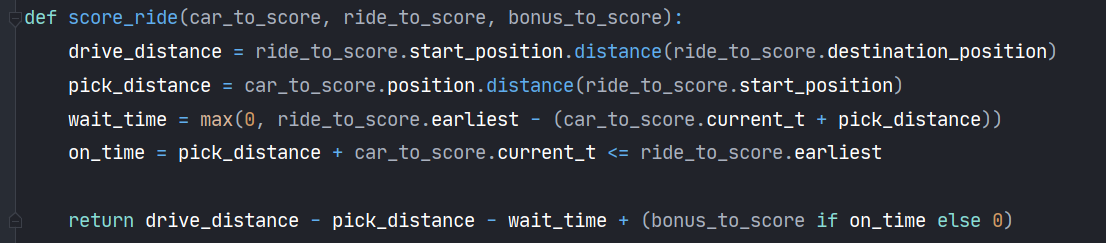 def score_ride(car_to_score, ride_to_score, bonus_to_score):
    drive_distance = ride_to_score.start_position.distance(ride_to_score.destination_position)
    pick_distance = car_to_score.position.distance(ride_to_score.start_position)
    wait_time = max(0, ride_to_score.earliest - (car_to_score.current_t + pick_distance))
    on_time = pick_distance + car_to_score.current_t <= ride_to_score.earliest

    return drive_distance - pick_distance - wait_time + (bonus_to_score if on_time else 0)